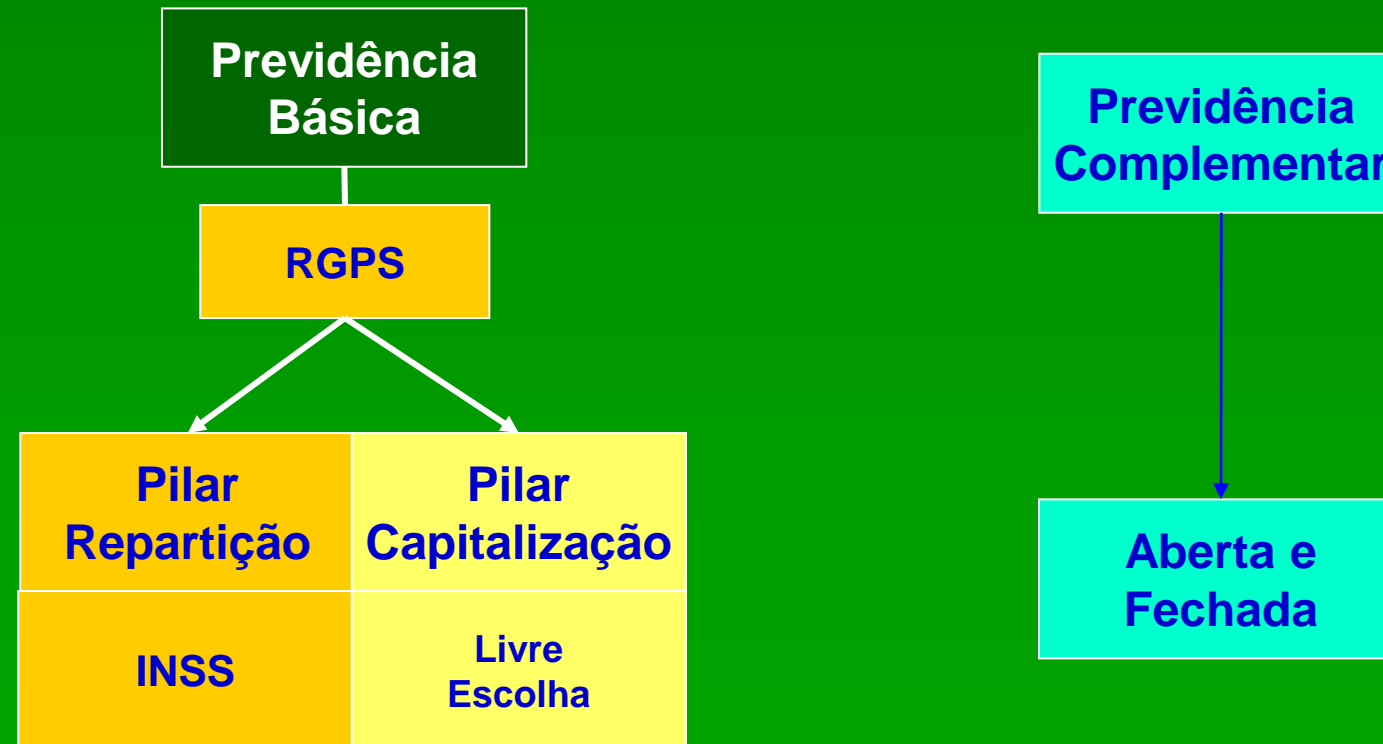 Previdência
Básica
Previdência
Complementar
RGPS
Pilar
Repartição
Pilar
Capitalização
Aberta e
Fechada
INSS
Livre
Escolha